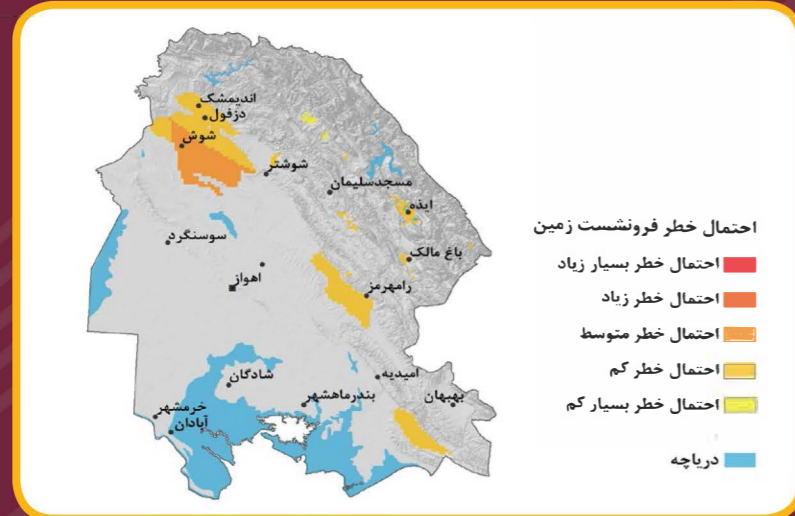 اندیمشک
دزفول
شوش
شوشتر
مسجدسلیمان
ایذه
سوسنگرد
باغ مالک
اهواز
رامهرمز
امیدیه
شادگان
بندرماهشهر
بهبهان
خرمشهر
آبادان
احتمال خطر فرونشست زمین
احتمال خطر بسیار زیاد
احتمال خطر زیاد
احتمال خطر متوسط
احتمال خطر کم
احتمال خطر بسیار کم
دریاچه